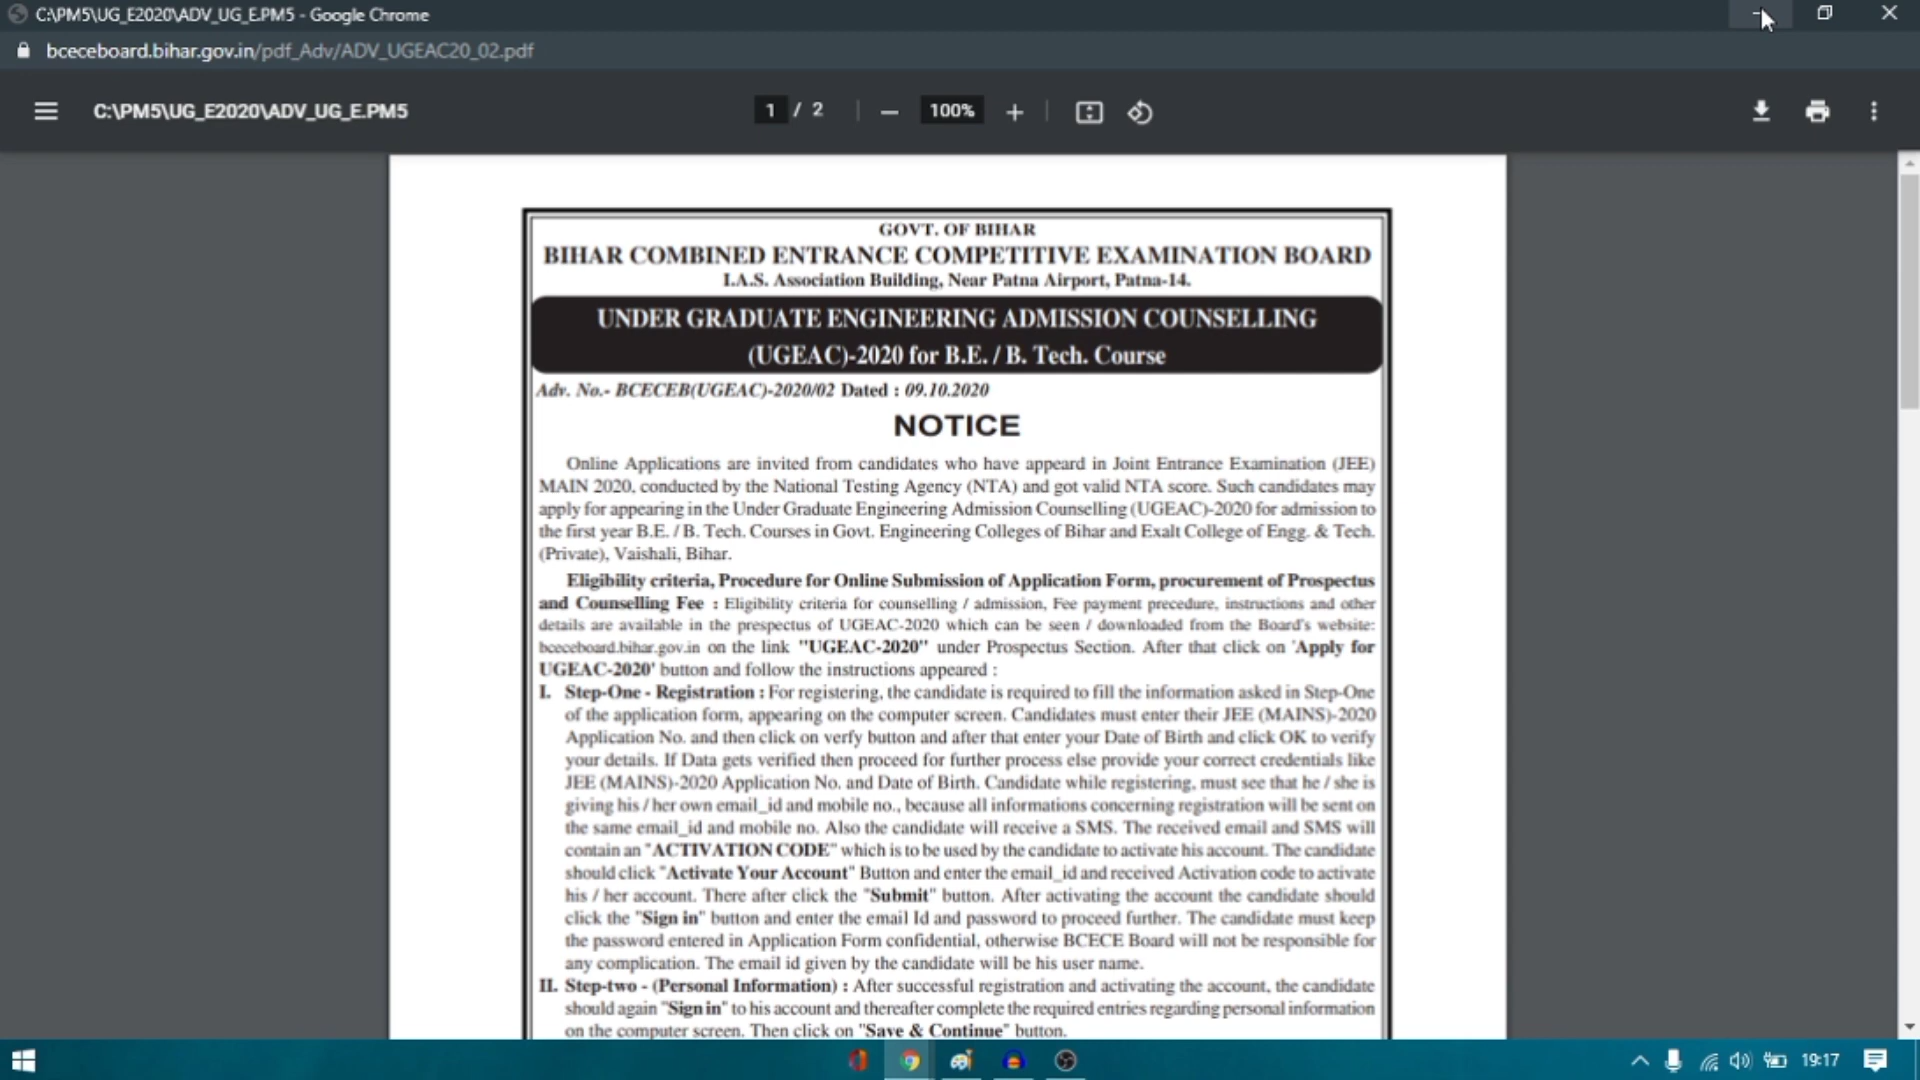 C:\PM5\UG_E2020\ADV_UG_E.PM5 - Google Chrome
bceceboard.bihar.gov.in/pdf_Adv/ADV_UGEAC20_02.pdf
C:\PM5\UG_E2020\ADV_UG_E.PM5 1 / 2 100%
GOVT. OF BIHAR
BIHAR COMBINED ENTRANCE COMPETITIVE EXAMINATION BOARD
I.A.S. Association Building, Near Patna Airport, Patna-14.
UNDER GRADUATE ENGINEERING ADMISSION COUNSELLING
(UGEAC)-2020 for B.E. / B. Tech. Course
Adv. No.- BCECEB(UGEAC)-2020/02 Dated : 09.10.2020
NOTICE
Online Applications are invited from candidates who have appeard in Joint Entrance Examination (JEE)
MAIN 2020, conducted by the National Testing Agency (NTA) and got valid NTA score. Such candidates may
apply for appearing in the Under Graduate Engineering Admission Counselling (UGEAC)-2020 for admission to
the first year B.E. / B. Tech. Courses in Govt. Engineering Colleges of Bihar and Exalt College of Engg. & Tech.
(Private), Vaishali, Bihar.
Eligibility criteria, Procedure for Online Submission of Application Form, procurement of Prospectus
and Counselling Fee : Eligibility criteria for counselling / admission, Fee payment precedure, instructions and other
details are available in the prespectus of UGEAC-2020 which can be seen / downloaded from the Board's website:
bceceboard.bihar.gov.in on the link "UGEAC-2020" under Prospectus Section. After that click on 'Apply for
UGEAC-2020' button and follow the instructions appeared :
I. Step-One - Registration : For registering, the candidate is required to fill the information asked in Step-One
of the application form, appearing on the computer screen. Candidates must enter their JEE (MAINS)-2020
Application No. and then click on verfy button and after that enter your Date of Birth and click OK to verify
your details. If Data gets verified then proceed for further process else provide your correct credentials like
JEE (MAINS)-2020 Application No. and Date of Birth. Candidate while registering, must see that he / she is
giving his / her own email_id and mobile no., because all informations concerning registration will be sent on
the same email_id and mobile no. Also the candidate will receive a SMS. The received email and SMS will
contain an "ACTIVATION CODE" which is to be used by the candidate to activate his account. The candidate
should click "Activate Your Account" Button and enter the email_id and received Activation code to activate
his / her account. There after click the "Submit" button. After activating the account the candidate should
click the "Sign in" button and enter the email Id and password to proceed further. The candidate must keep
the password entered in Application Form confidential, otherwise BCECE Board will not be responsible for
any complication. The email id given by the candidate will be his user name.
II. Step-two - (Personal Information) : After successful registration and activating the account, the candidate
should again "Sign in" to his account and thereafter complete the required entries regarding personal information
on the computer screen. Then click on "Save & Continue" button.
19:17